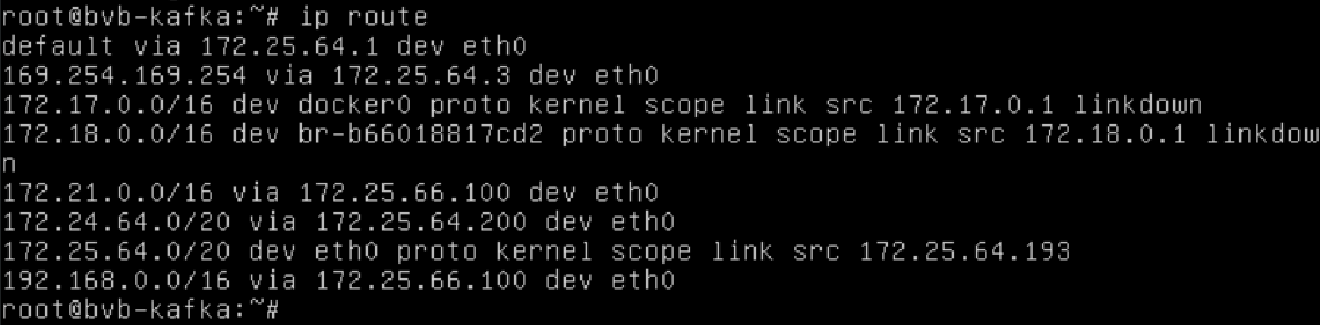 root@bvb-kafka:~# ip route
default via 172.25.64.1 dev eth0
169.254.169.254 via 172.25.64.3 dev eth0
172.17.0.0/16 dev docker0 proto kernel scope link src 172.17.0.1 linkdown
172.18.0.0/16 dev br-b66018817cd2 proto kernel scope link src 172.18.0.1 linkdow
n
172.21.0.0/16 via 172.25.66.100 dev eth0
172.24.64.0/20 via 172.25.64.200 dev eth0
172.25.64.0/20 dev eth0 proto kernel scope link src 172.25.64.193
192.168.0.0/16 via 172.25.66.100 dev eth0
root@bvb-kafka:~#